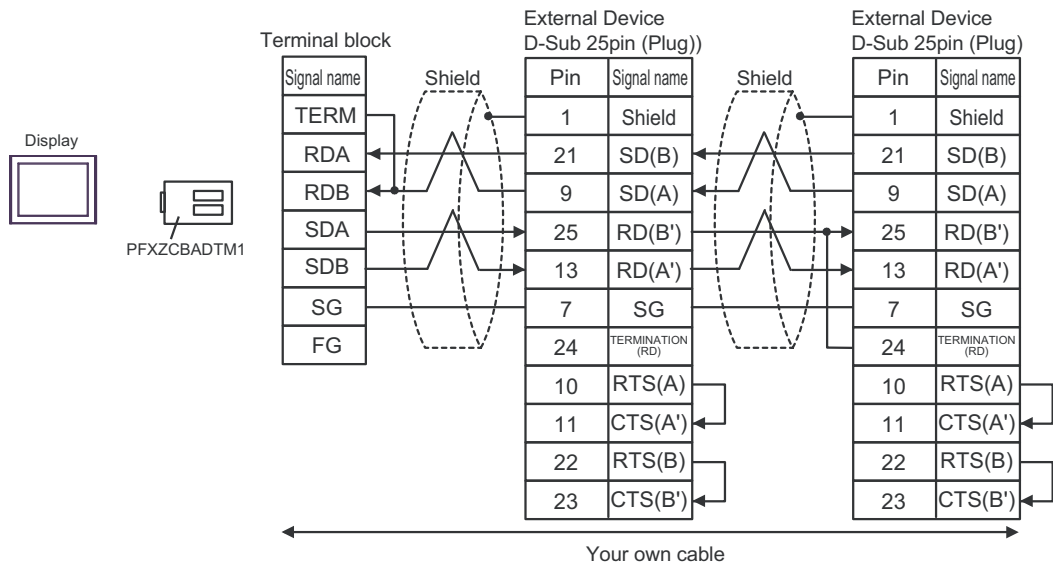 Display
PFXZCBADTM1
Terminal block
Signal name
TERM
RDA
RDB
SDA
SDB
SG
FG
Shield
External Device
D-Sub 25pin (Plug))
Pin Signal name
1 Shield
21 SD(B)
9 SD(A)
25 RD(B')
13 RD(A')
7 SG
24 TERMINATION (RD)
10 RTS(A)
11 CTS(A')
22 RTS(B)
23 CTS(B')
Shield
External Device
D-Sub 25pin (Plug)
Pin Signal name
1 Shield
21 SD(B)
9 SD(A)
25 RD(B')
13 RD(A')
7 SG
24 TERMINATION (RD)
10 RTS(A)
11 CTS(A')
22 RTS(B)
23 CTS(B')
Your own cable